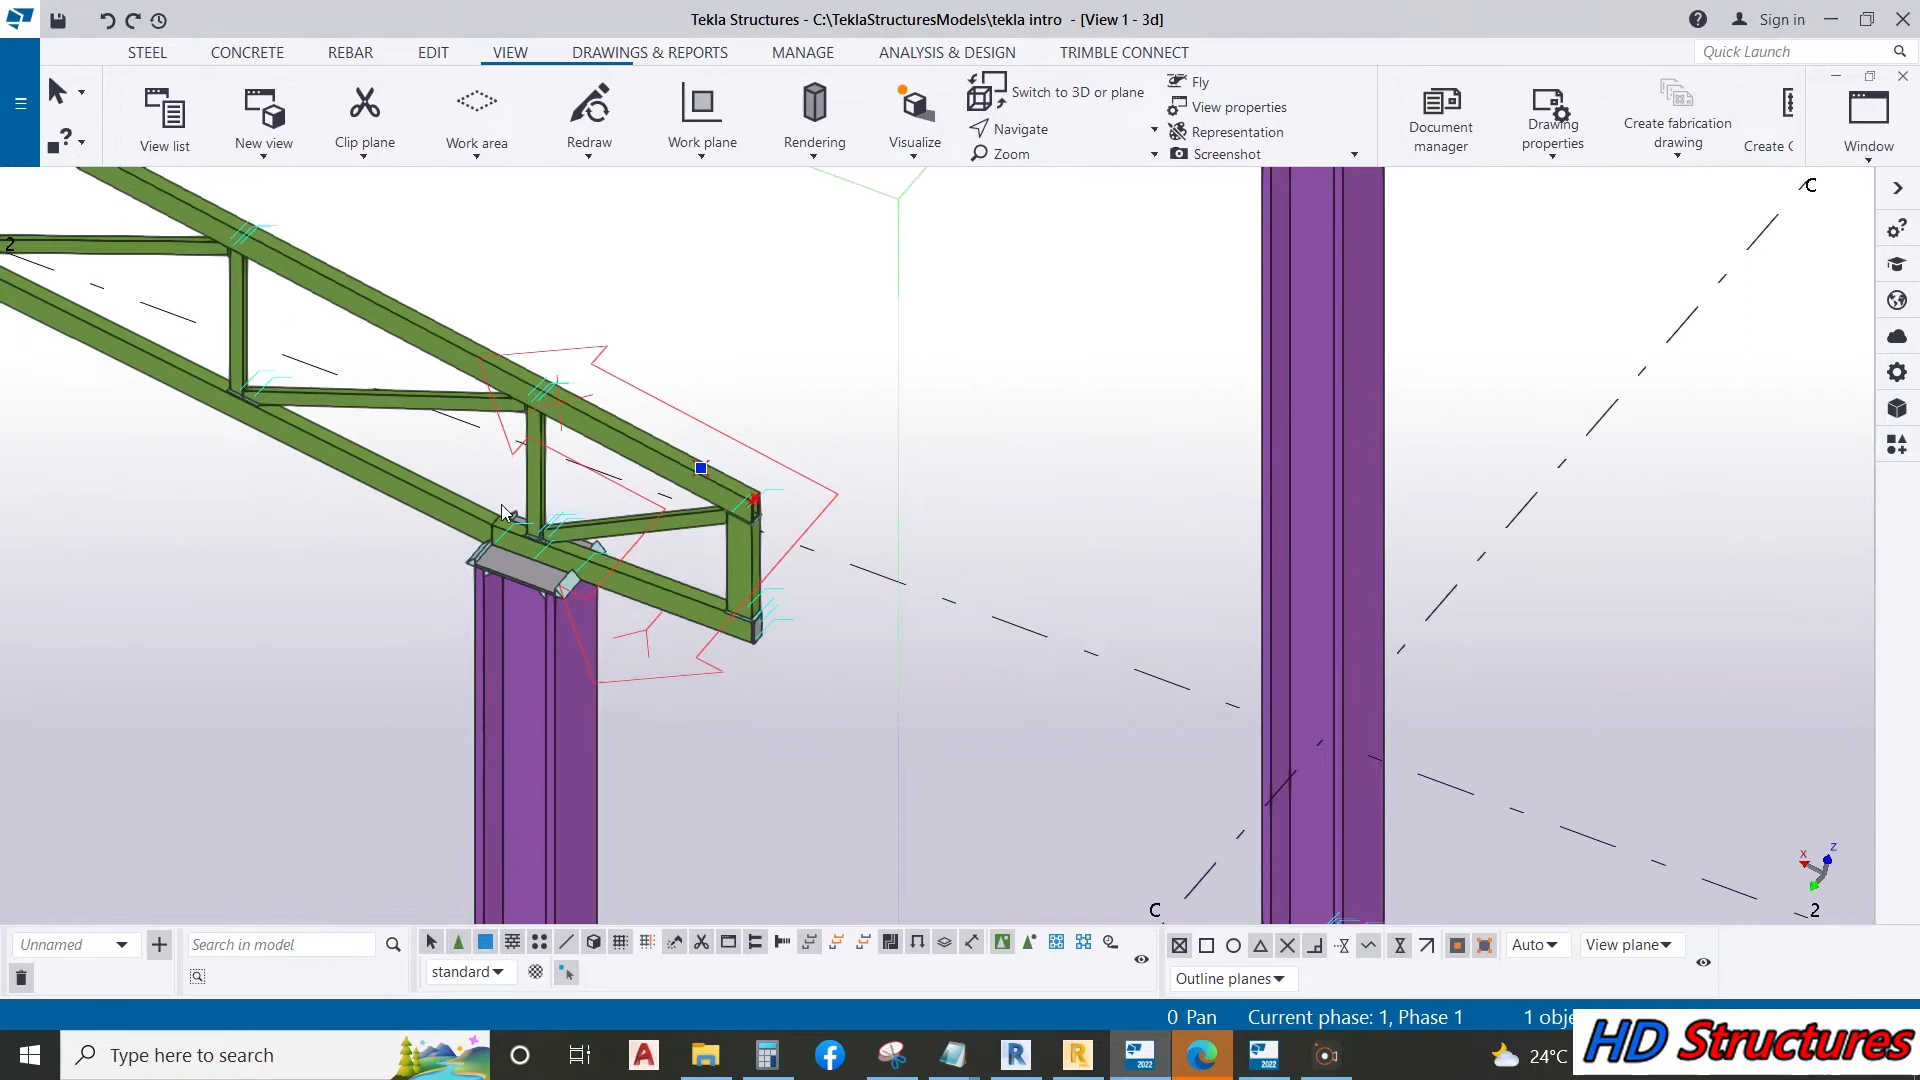 Tekla Structures - C:\TeklaStructuresModels\tekla intro - [View 1 - 3d]
Sign in
STEEL CONCRETE REBAR EDIT VIEW DRAWINGS & REPORTS MANAGE ANALYSIS & DESIGN TRIMBLE CONNECT
Quick Launch
View list
New view
Clip plane
Work area
Redraw
Work plane
Rendering
Visualize
Switch to 3D or plane
Navigate
Zoom
Fly
View properties
Representation
Screenshot
Document manager
Drawing properties
Create fabrication drawing
Create C
Window
C
2
X
Z
C
2
Unnamed
Search in model
standard
Auto
View plane
Outline planes
0 Pan Current phase: 1, Phase 1 1 obje
Type here to search
A
R
R
2022
2022
24°C
HD Structures